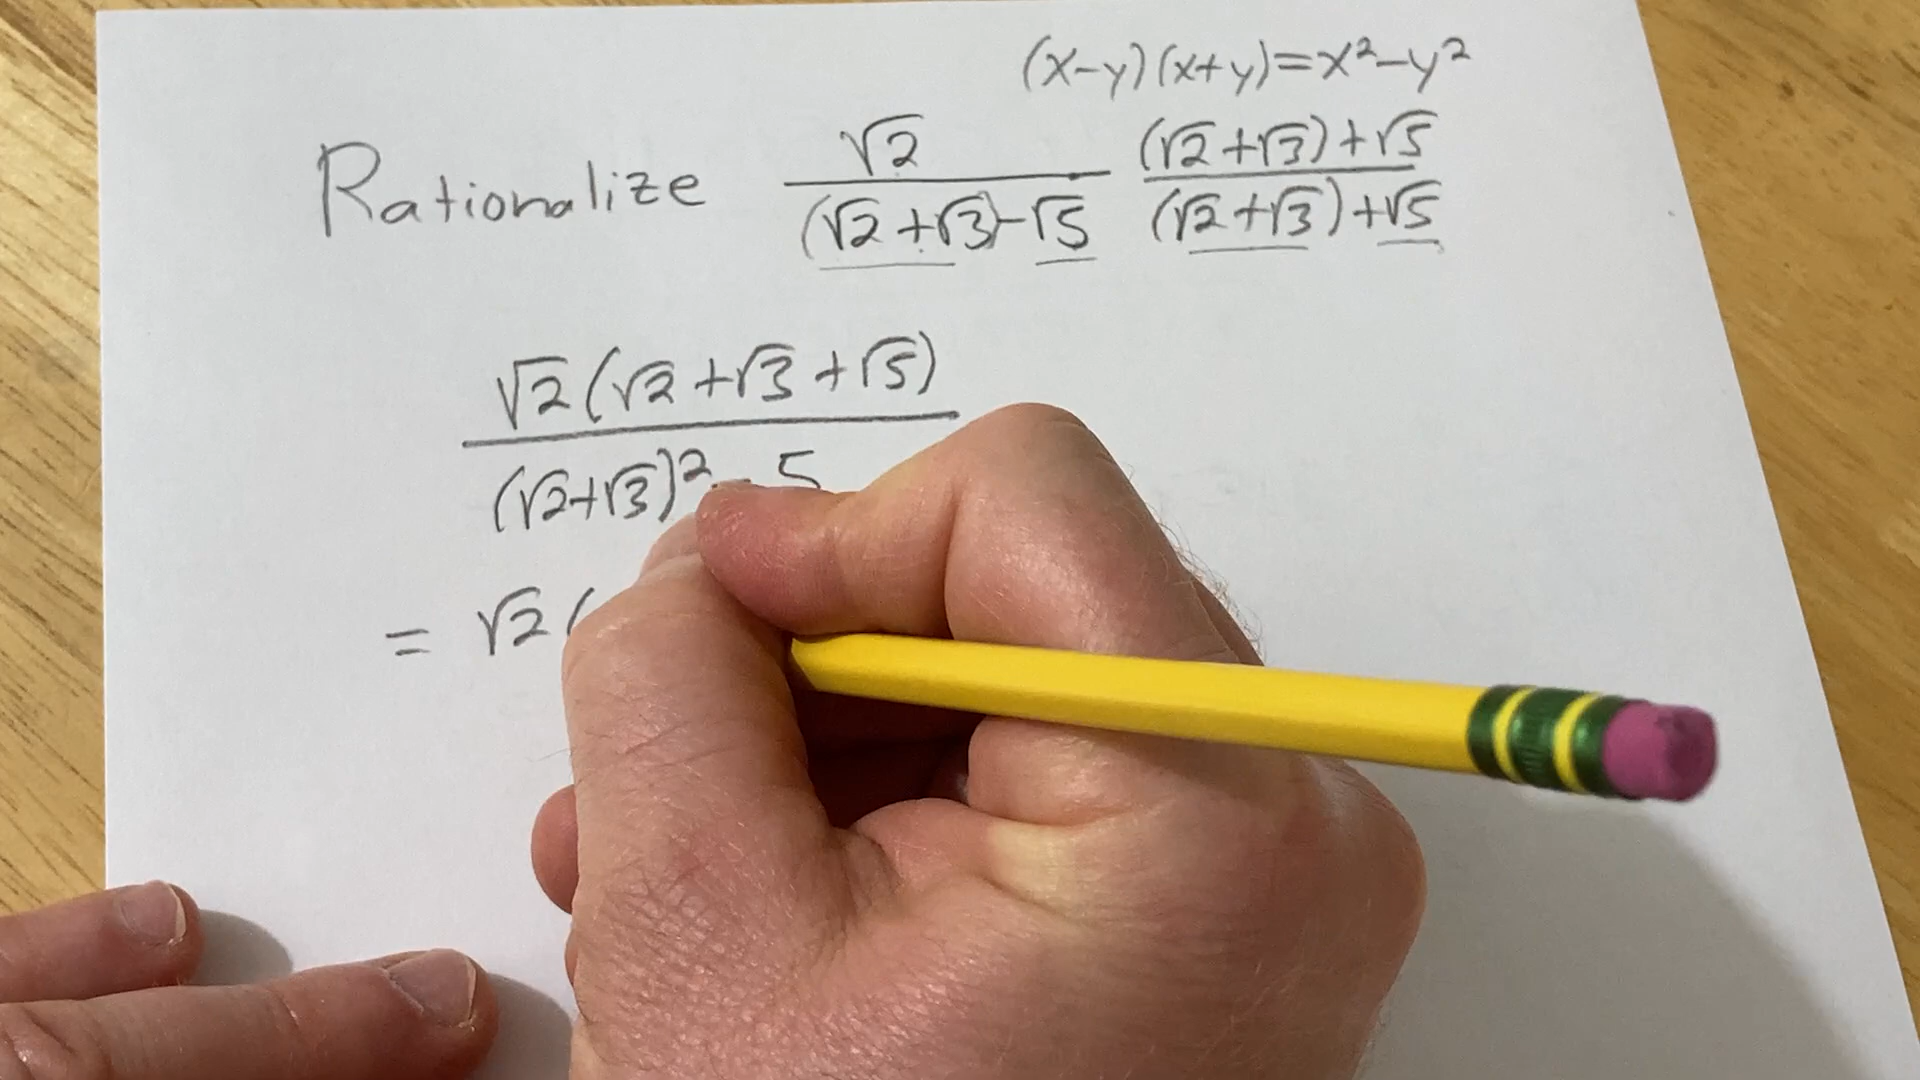 (x-y)(x+y)=x²-y²
Rationalize √2/((√2+√3)-√5) ((√2+√3)+√5)/((√2+√3)+√5)
√2(√2+√3+√5)
(√2+√3)²-5
= √2(